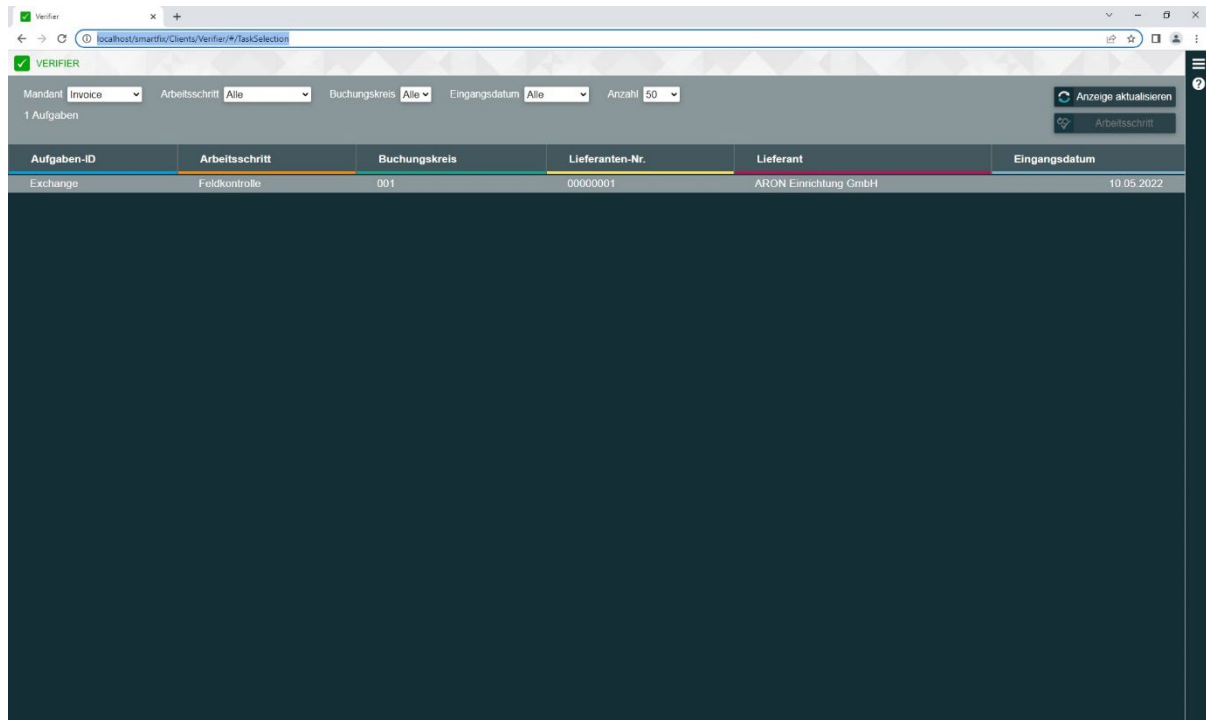 Verifier
localhost/smartfix/Clients/Verifier/#/TaskSelection
VERIFIER
Mandant Invoice Arbeitsschritt Alle Buchungskreis Alle Eingangsdatum Alle Anzahl 50 Anzeige aktualisieren
1 Aufgaben Arbeitsschritt
Aufgaben-ID Arbeitsschritt Buchungskreis Lieferanten-Nr. Lieferant Eingangsdatum
Exchange Feldkontrolle 001 00000001 ARON Einrichtung GmbH 10.05.2022